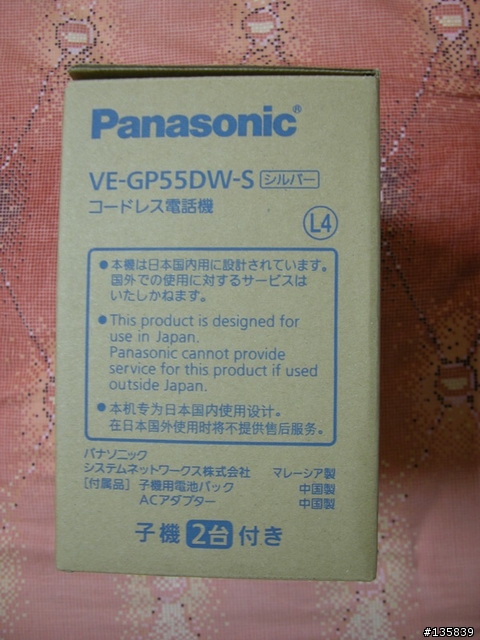 Panasonic®
VE-GP55DW-S シルバー
コードレス電話機
L4
●本機は日本国内用に設計されています。
国外での使用に対するサービスは
いたしかねます。
●This product is designed for
use in Japan.
Panasonic cannot provide
service for this product if used
outside Japan.
●本机专为日本国内使用设计。
在日本国外使用时将不提供售后服务。
パナソニック
システムネットワークス株式会社 マレーシア製
［付属品］子機用電池パック 中国製
ACアダプター 中国製
子機 2台 付き
#135839